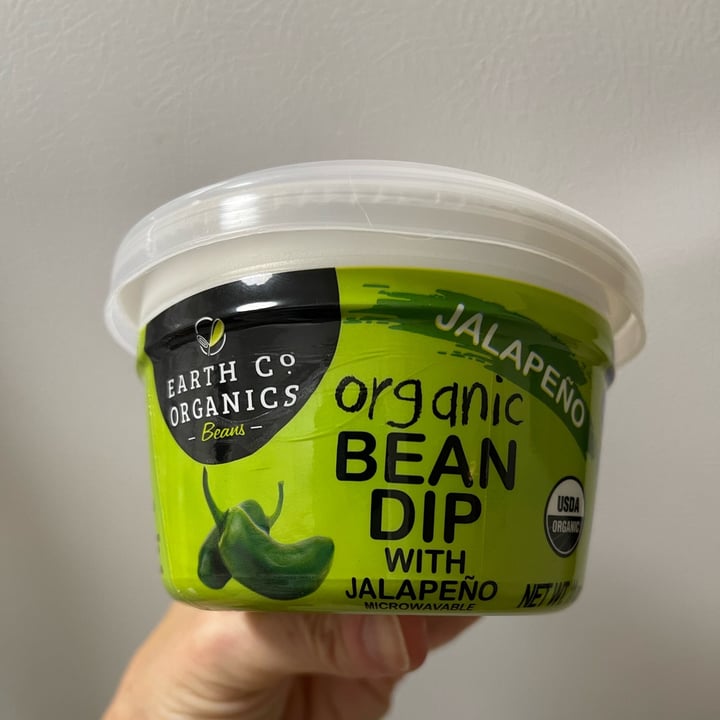 EARTH Co
ORGANICS
– Beans –
JALAPEÑO
organic
BEAN
DIP
WITH
JALAPEÑO
MICROWAVABLE
USDA
ORGANIC
NET WT